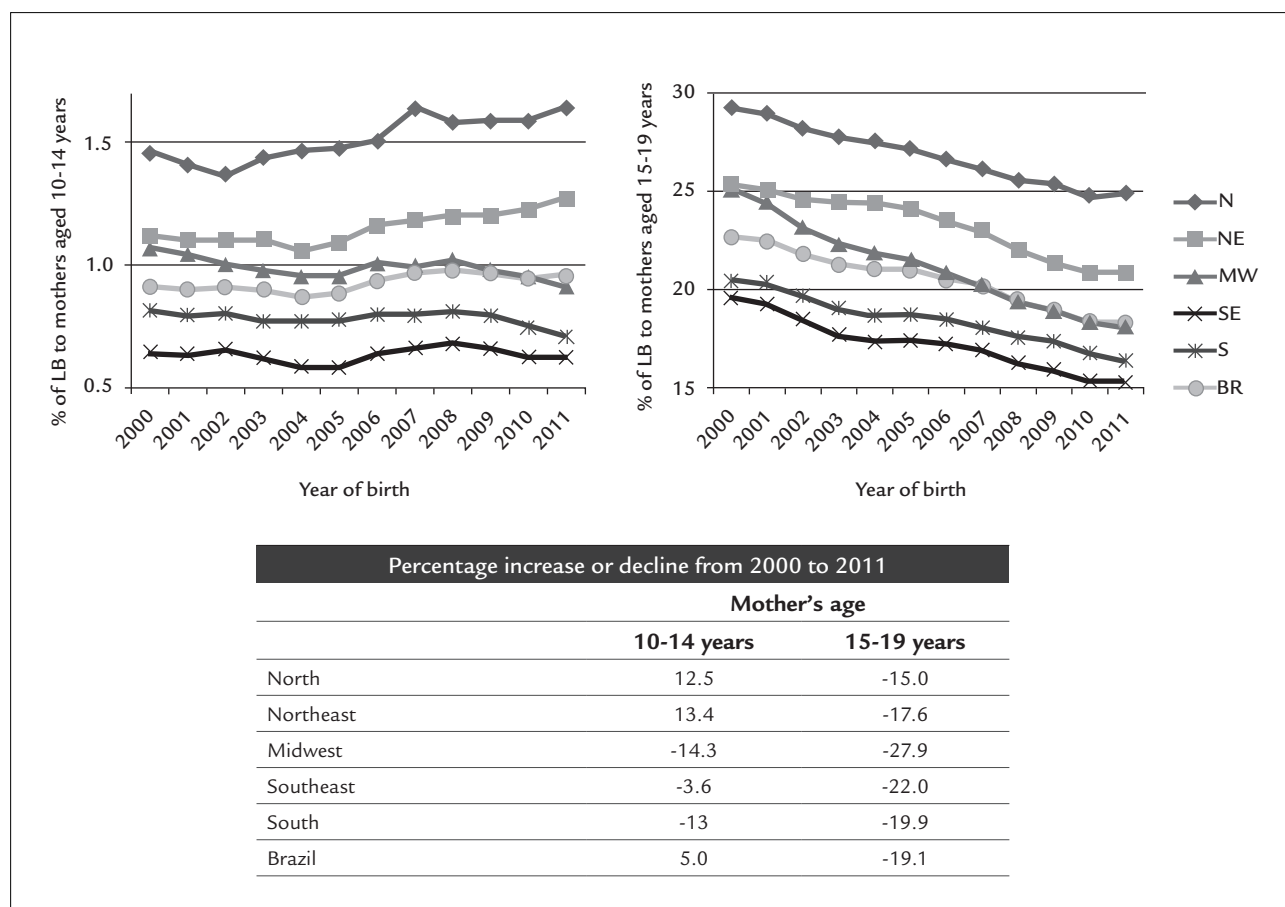 % of LB to mothers aged 10-14 years
1.5
1.0
0.5
2000 2001 2002 2003 2004 2005 2006 2007 2008 2009 2010 2011
Year of birth
% of LB to mothers aged 15-19 years
30
25
20
15
2000 2001 2002 2003 2004 2005 2006 2007 2008 2009 2010 2011
Year of birth
N
NE
MW
SE
S
BR
Percentage increase or decline from 2000 to 2011
Mother's age
10-14 years 15-19 years
North 12.5 -15.0
Northeast 13.4 -17.6
Midwest -14.3 -27.9
Southeast -3.6 -22.0
South -13 -19.9
Brazil 5.0 -19.1